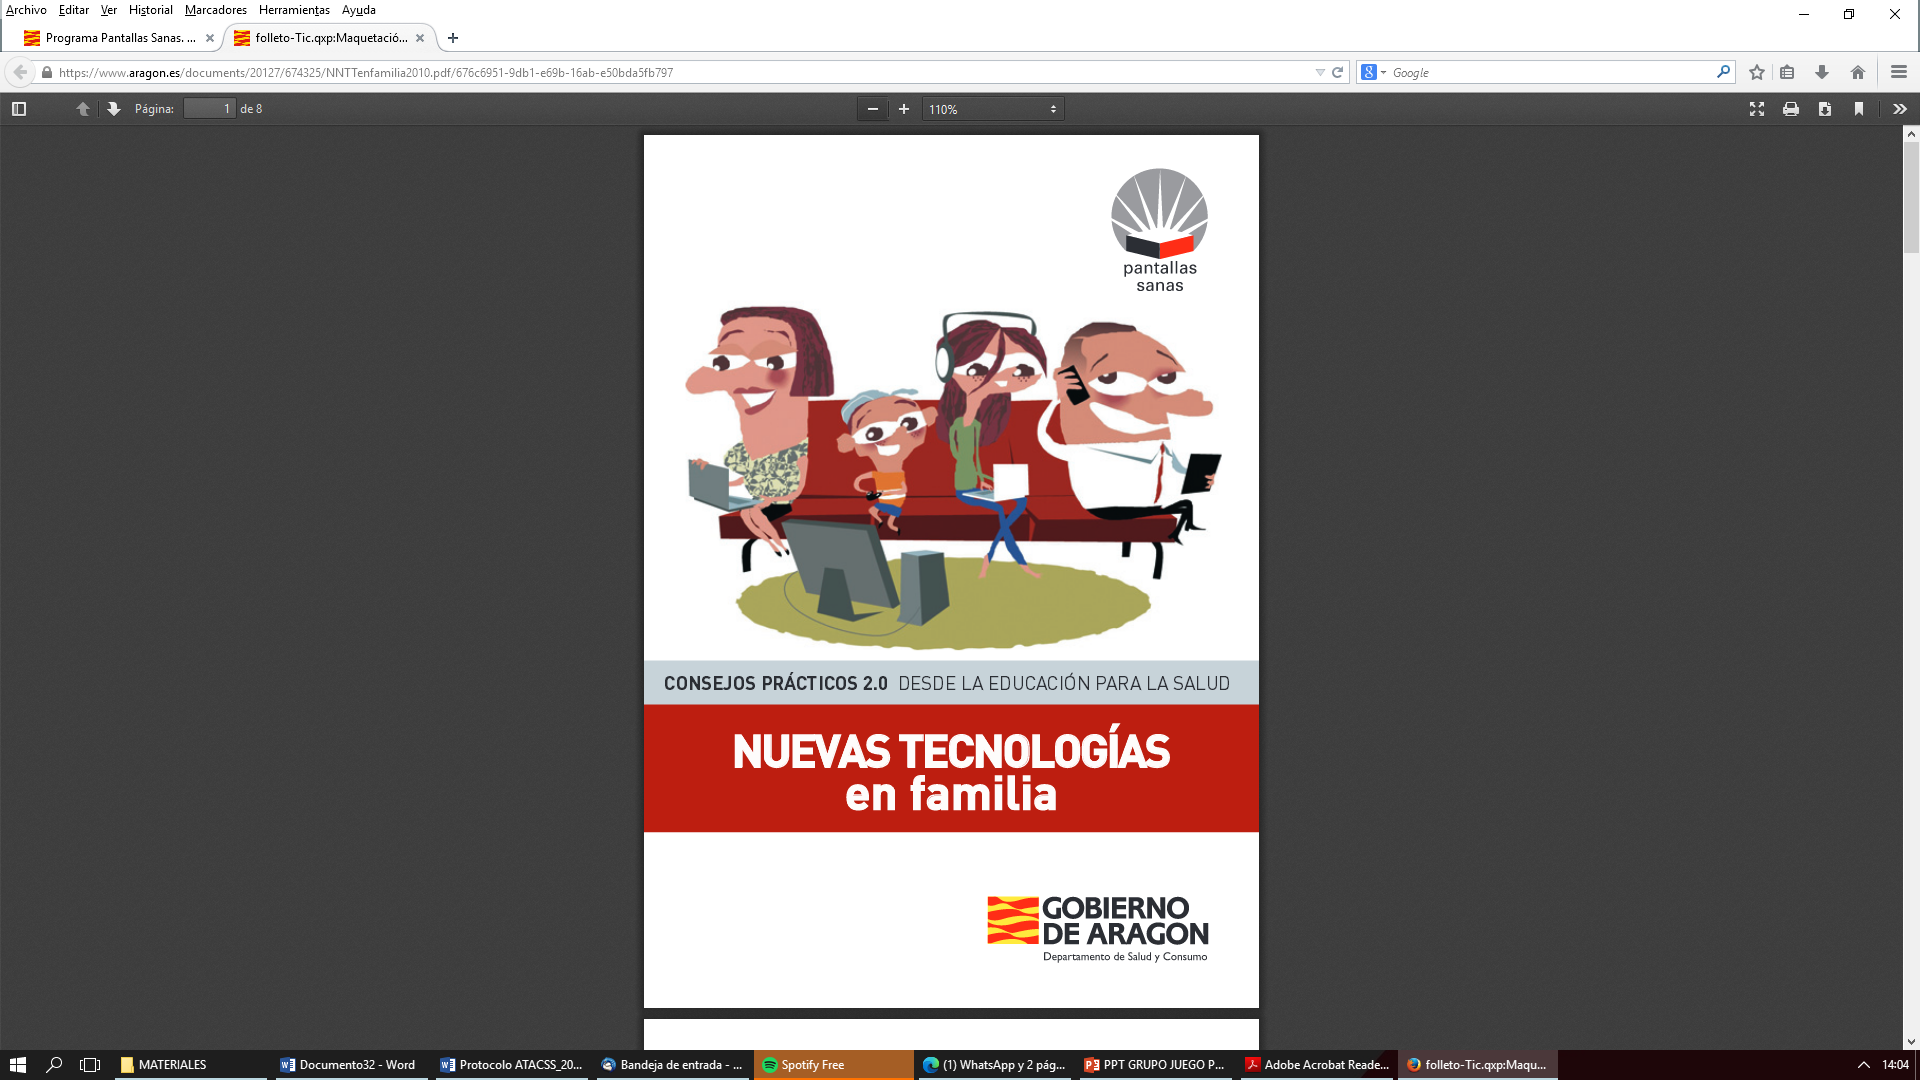 Archivo Editar Ver Historial Marcadores Herramientas Ayuda
Programa Pantallas Sanas. ...
folleto-Tic.qxp:Maquetació...
https://www.aragon.es/documents/20127/674325/NNTTenfamilia2010.pdf/676c6951-9db1-e69b-16ab-e50bda5fb797
Google
Página: 1 de 8
110%
pantallas
sanas
CONSEJOS PRÁCTICOS 2.0 DESDE LA EDUCACIÓN PARA LA SALUD
NUEVAS TECNOLOGÍAS
en familia
GOBIERNO
DE ARAGON
Departamento de Salud y Consumo
MATERIALES
Documento32 - Word
Protocolo ATACSS_20...
Bandeja de entrada - ...
Spotify Free
(1) WhatsApp y 2 pág...
PPT GRUPO JUEGO P...
Adobe Acrobat Reade...
folleto-Tic.qxp:Maqu...
14:04